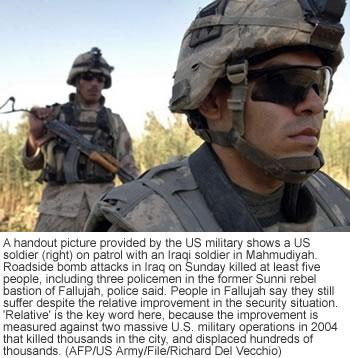 A handout picture provided by the US military shows a US
soldier (right) on patrol with an Iraqi soldier in Mahmudiyah.
Roadside bomb attacks in Iraq on Sunday killed at least five
people, including three policemen in the former Sunni rebel
bastion of Fallujah, police said. People in Fallujah say they still
suffer despite the relative improvement in the security situation.
'Relative' is the key word here, because the improvement is
measured against two massive U.S. military operations in 2004
that killed thousands in the city, and displaced hundreds of
thousands. (AFP/US Army/File/Richard Del Vecchio)